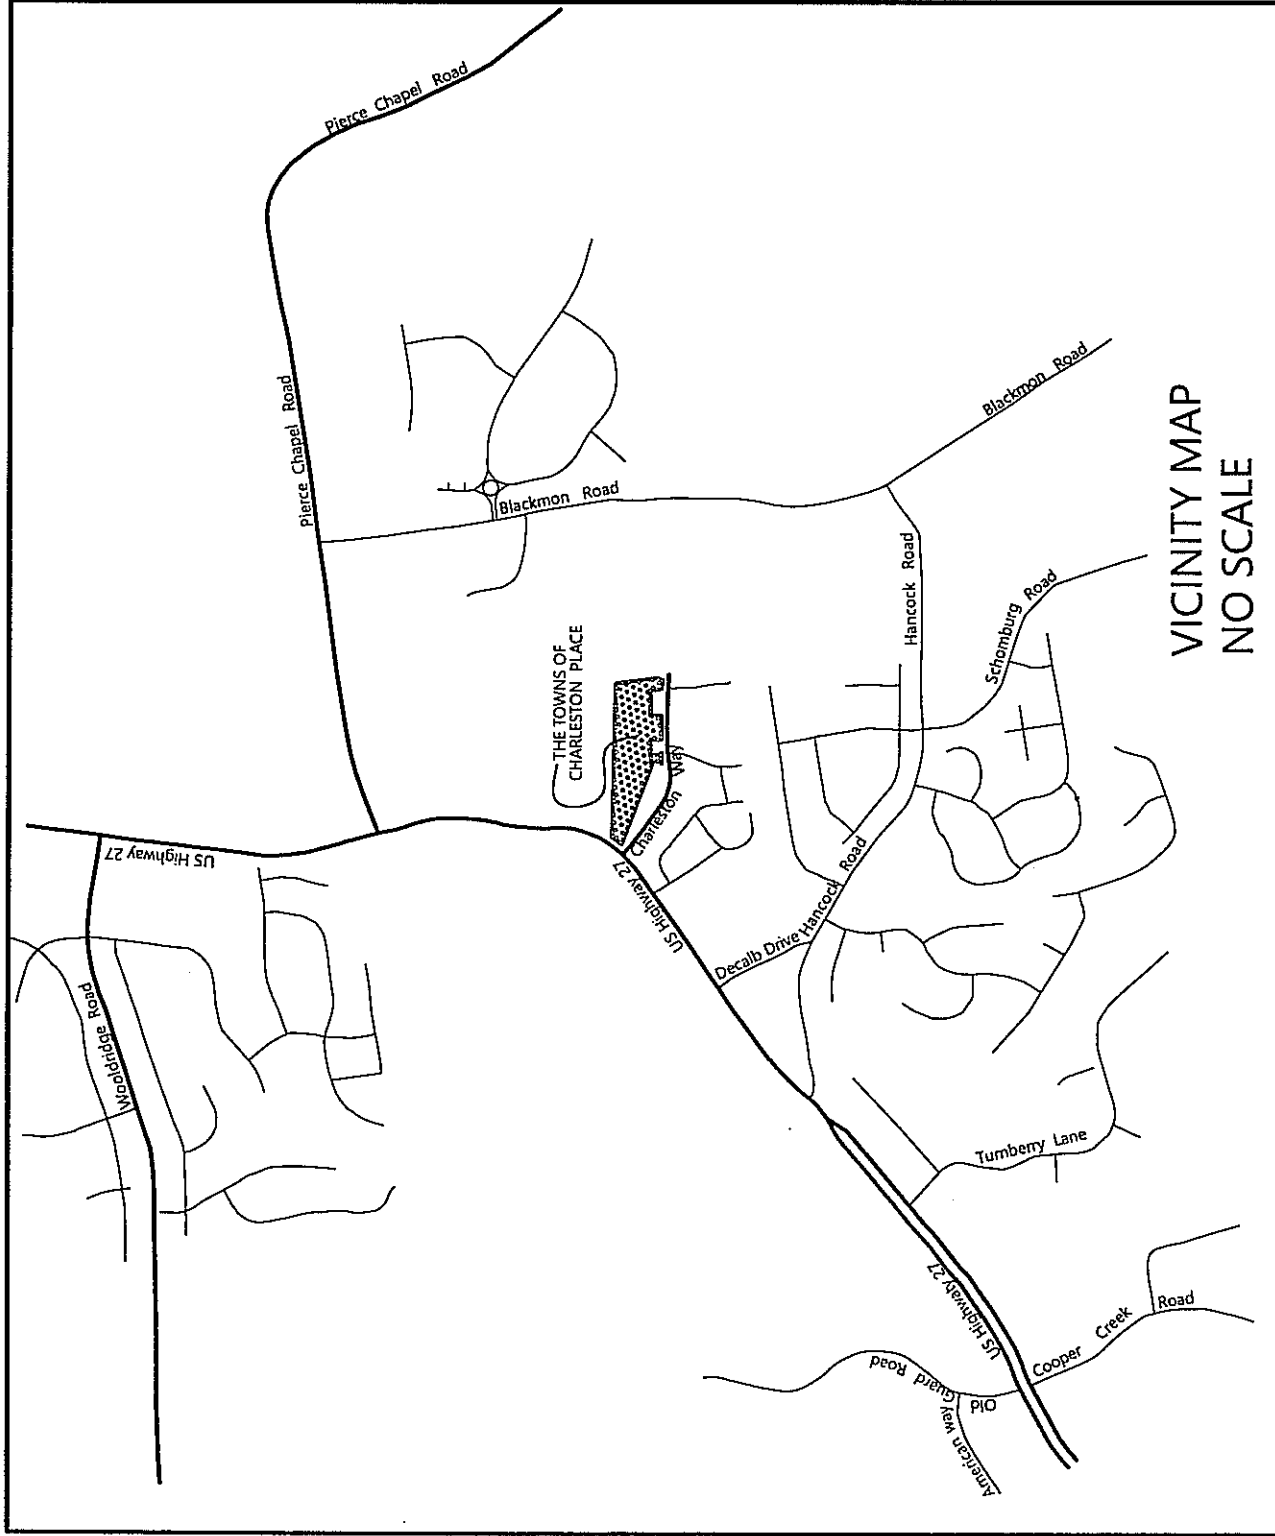 Pierce Chapel Road
Pierce Chapel Road
US Highway 27
Wooldridge Road
Blackmon Road
THE TOWNS OF
CHARLESTON PLACE
Charleston Way
US Highway 27
Decalb Drive
Hancock Road
Hancock Road
Blackmon Road
Schomburg Road
Turnberry Lane
US Highwaty 27
Cooper Creek Road
Old Guard Road
American way
VICINITY MAP
NO SCALE